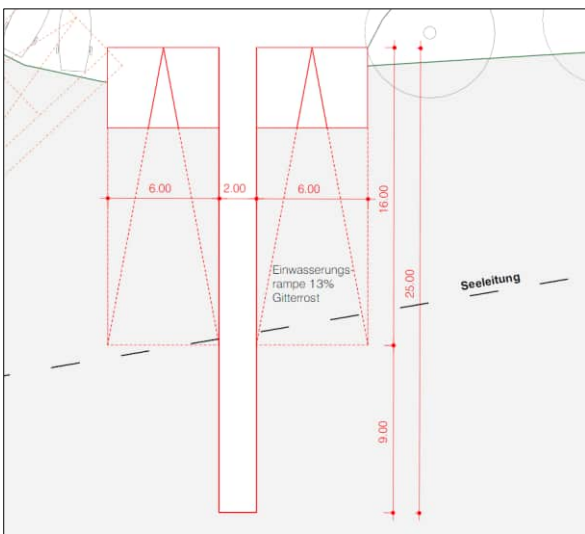 6.00
2.00
6.00
16.00
25.00
Einwasserungs-
rampe 13%
Gitterrost
Seeleitung
9.00